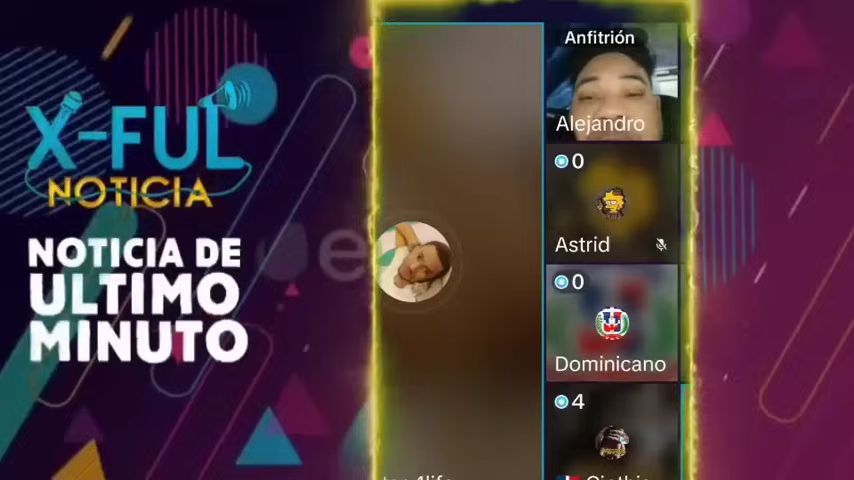 X-FUL
NOTICIA
NOTICIA DE
ULTIMO
MINUTO
Anfitrión
Alejandro
0
Astrid
0
Dominicano
4